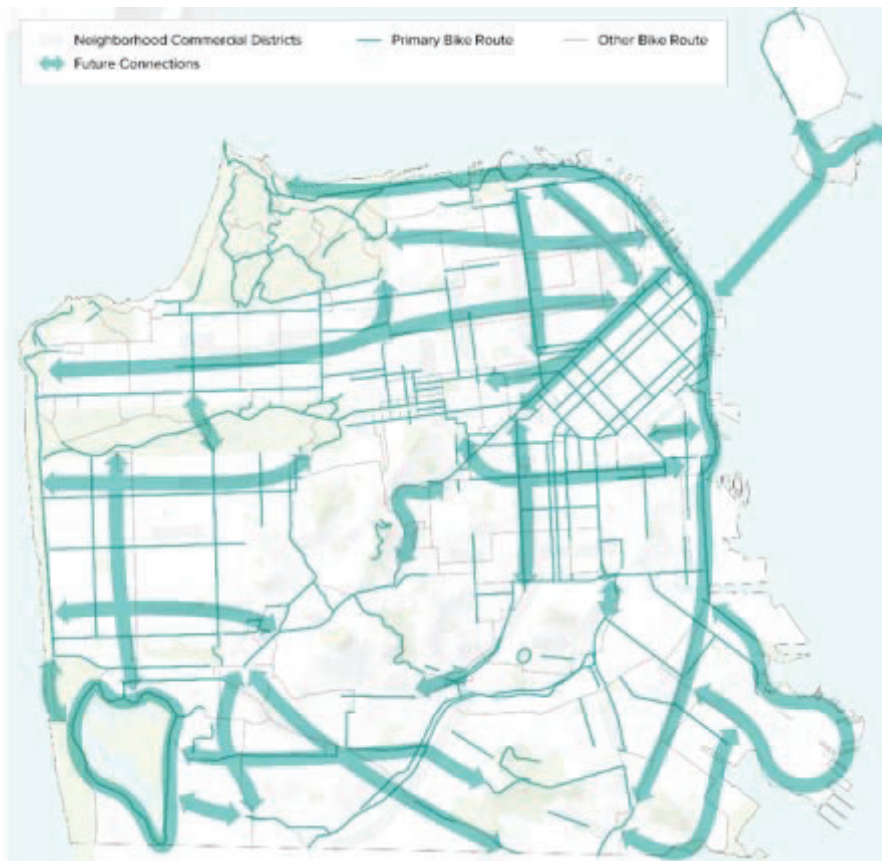 Neighborhood Commercial Districts Primary Bike Route Other Bike Route
Future Connections